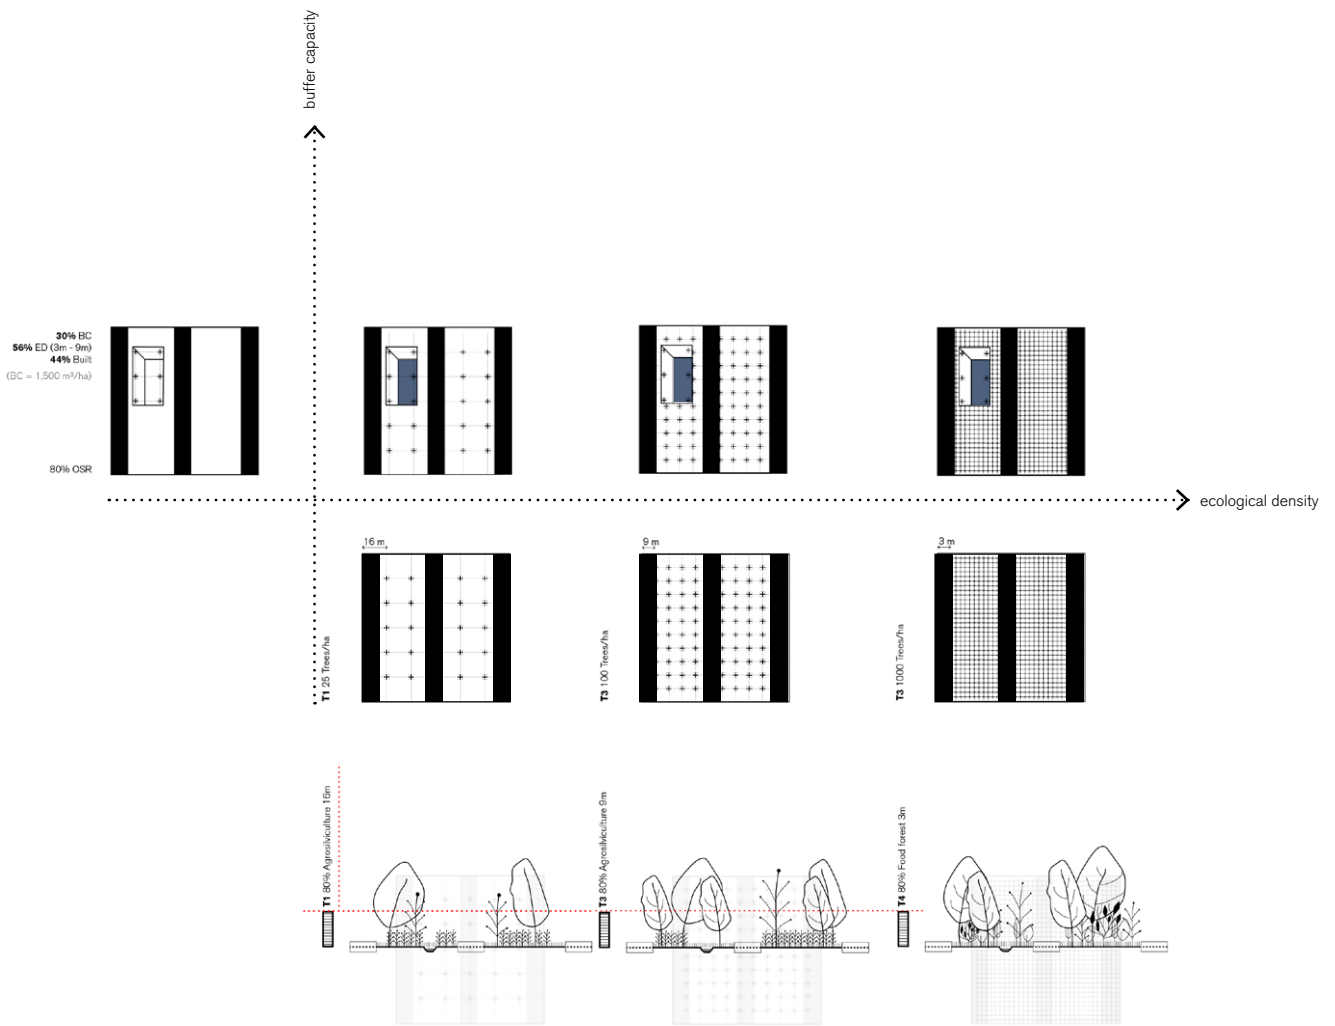 buffer capacity
30% BC
56% ED (3m - 9m)
44% Built
(BC = 1,500 m³/ha)
80% OSR
ecological density
16 m
9 m
3 m
T1 25 Trees/ha
T3 100 Trees/ha
T3 1000 Trees/ha
T1 80% Agrosilviculture 16m
T3 80% Agrosilviculture 9m
T4 80% Food forest 3m